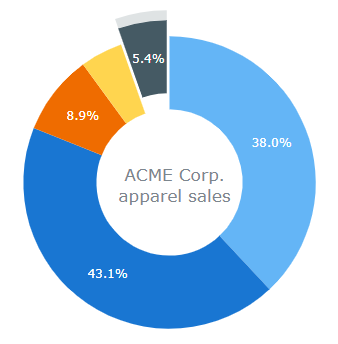 5.4%
8.9%
38.0%
ACME Corp.
apparel sales
43.1%